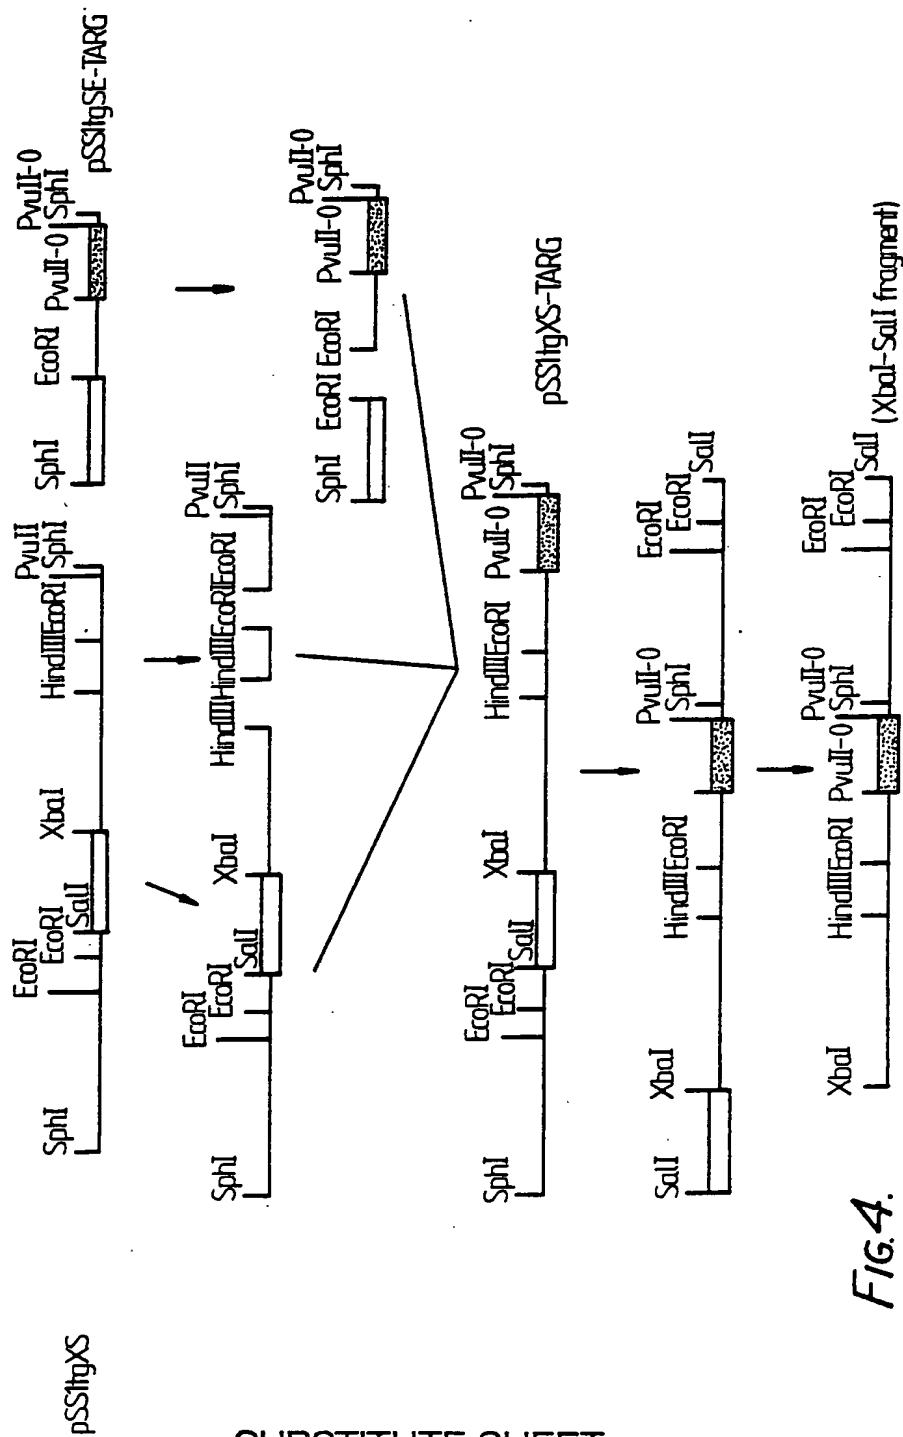 pSS1tgXS
SphI EcoRI EcoRI SalI XbaI HindIII EcoRI PvuII SphI
SphI EcoRI PvuII-0 PvuII-0 SphI
pSS1tgSE-TARG
SphI EcoRI EcoRI SalI XbaI HindIII HindIII EcoRI EcoRI PvuII SphI
SphI EcoRI EcoRI PvuII-0 PvuII-0 SphI
SphI EcoRI EcoRI SalI XbaI HindIII EcoRI PvuII-0 PvuII-0 SphI
pSS1tgXS-TARG
SalI XbaI HindIII EcoRI PvuII-0 SphI EcoRI EcoRI SalI
XbaI HindIII EcoRI PvuII-0 PvuII-0 SphI EcoRI EcoRI SalI
(XbaI-SalI fragment)
FIG.4.
SUBSTITUTE SHEET